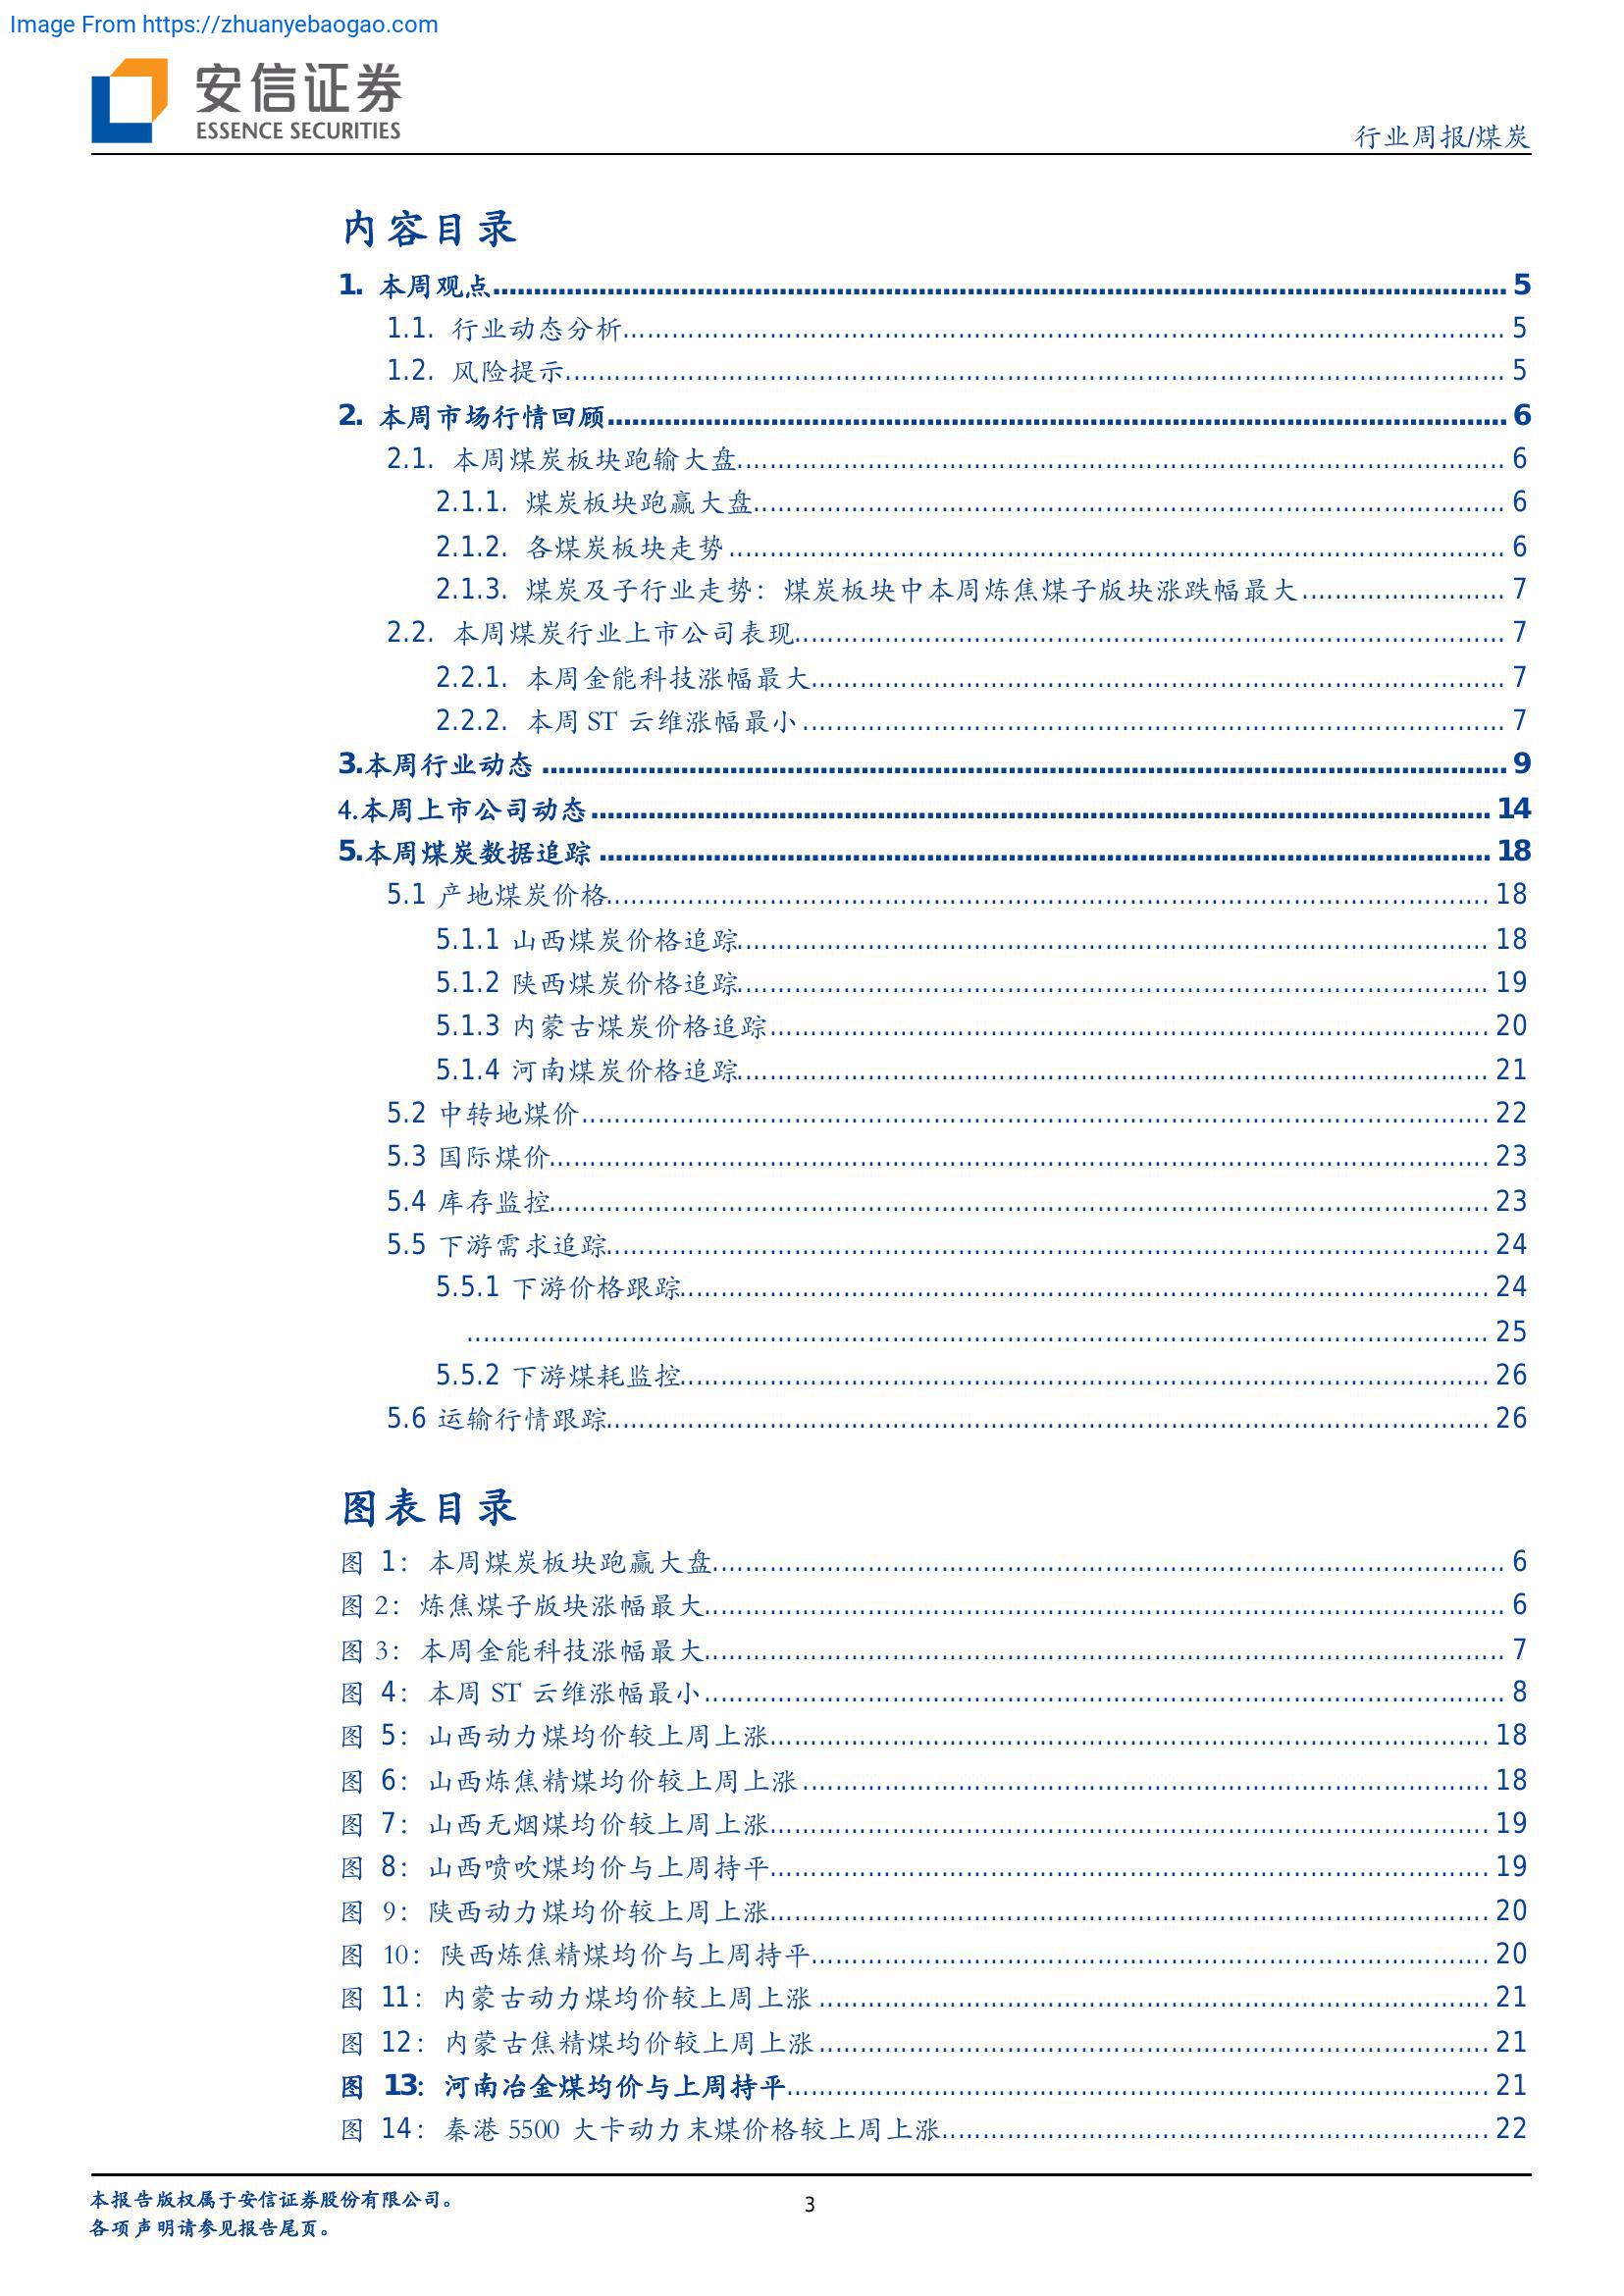 Image From https://zhuanyebaogao.com
安信证券
ESSENCE SECURITIES
行业周报/煤炭
内容目录
1. 本周观点 5
1.1. 行业动态分析 5
1.2. 风险提示 5
2. 本周市场行情回顾 6
2.1. 本周煤炭板块跑输大盘 6
2.1.1. 煤炭板块跑赢大盘 6
2.1.2. 各煤炭板块走势 6
2.1.3. 煤炭及子行业走势：煤炭板块中本周炼焦煤子版块涨跌幅最大 7
2.2. 本周煤炭行业上市公司表现 7
2.2.1. 本周金能科技涨幅最大 7
2.2.2. 本周 ST 云维涨幅最小 7
3.本周行业动态 9
4.本周上市公司动态 14
5.本周煤炭数据追踪 18
5.1 产地煤炭价格 18
5.1.1 山西煤炭价格追踪 18
5.1.2 陕西煤炭价格追踪 19
5.1.3 内蒙古煤炭价格追踪 20
5.1.4 河南煤炭价格追踪 21
5.2 中转地煤价 22
5.3 国际煤价 23
5.4 库存监控 23
5.5 下游需求追踪 24
5.5.1 下游价格跟踪 24
25
5.5.2 下游煤耗监控 26
5.6 运输行情跟踪 26
图表目录
图 1：本周煤炭板块跑赢大盘 6
图 2：炼焦煤子版块涨幅最大 6
图 3：本周金能科技涨幅最大 7
图 4：本周 ST 云维涨幅最小 8
图 5：山西动力煤均价较上周上涨 18
图 6：山西炼焦精煤均价较上周上涨 18
图 7：山西无烟煤均价较上周上涨 19
图 8：山西喷吹煤均价与上周持平 19
图 9：陕西动力煤均价较上周上涨 20
图 10：陕西炼焦精煤均价与上周持平 20
图 11：内蒙古动力煤均价较上周上涨 21
图 12：内蒙古焦精煤均价较上周上涨 21
图 13：河南冶金煤均价与上周持平 21
图 14：秦港 5500 大卡动力末煤价格较上周上涨 22
本报告版权属于安信证券股份有限公司。
3
各项声明请参见报告尾页。